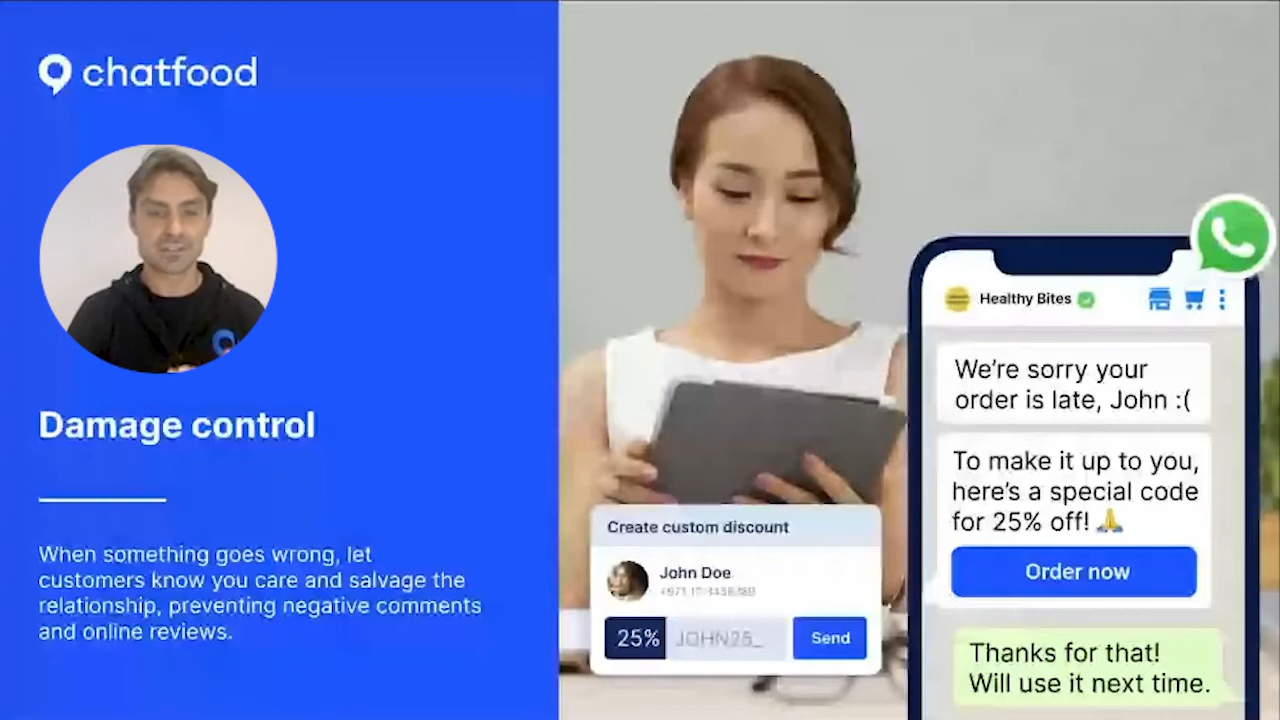 chatfood
Damage control
When something goes wrong, let
customers know you care and salvage the
relationship, preventing negative comments
and online reviews.
Create custom discount
John Doe
25% JOHN25_
Send
Healthy Bites
We're sorry your
order is late, John :(
To make it up to you,
here's a special code
for 25% off! 🙏
Order now
Thanks for that!
Will use it next time.